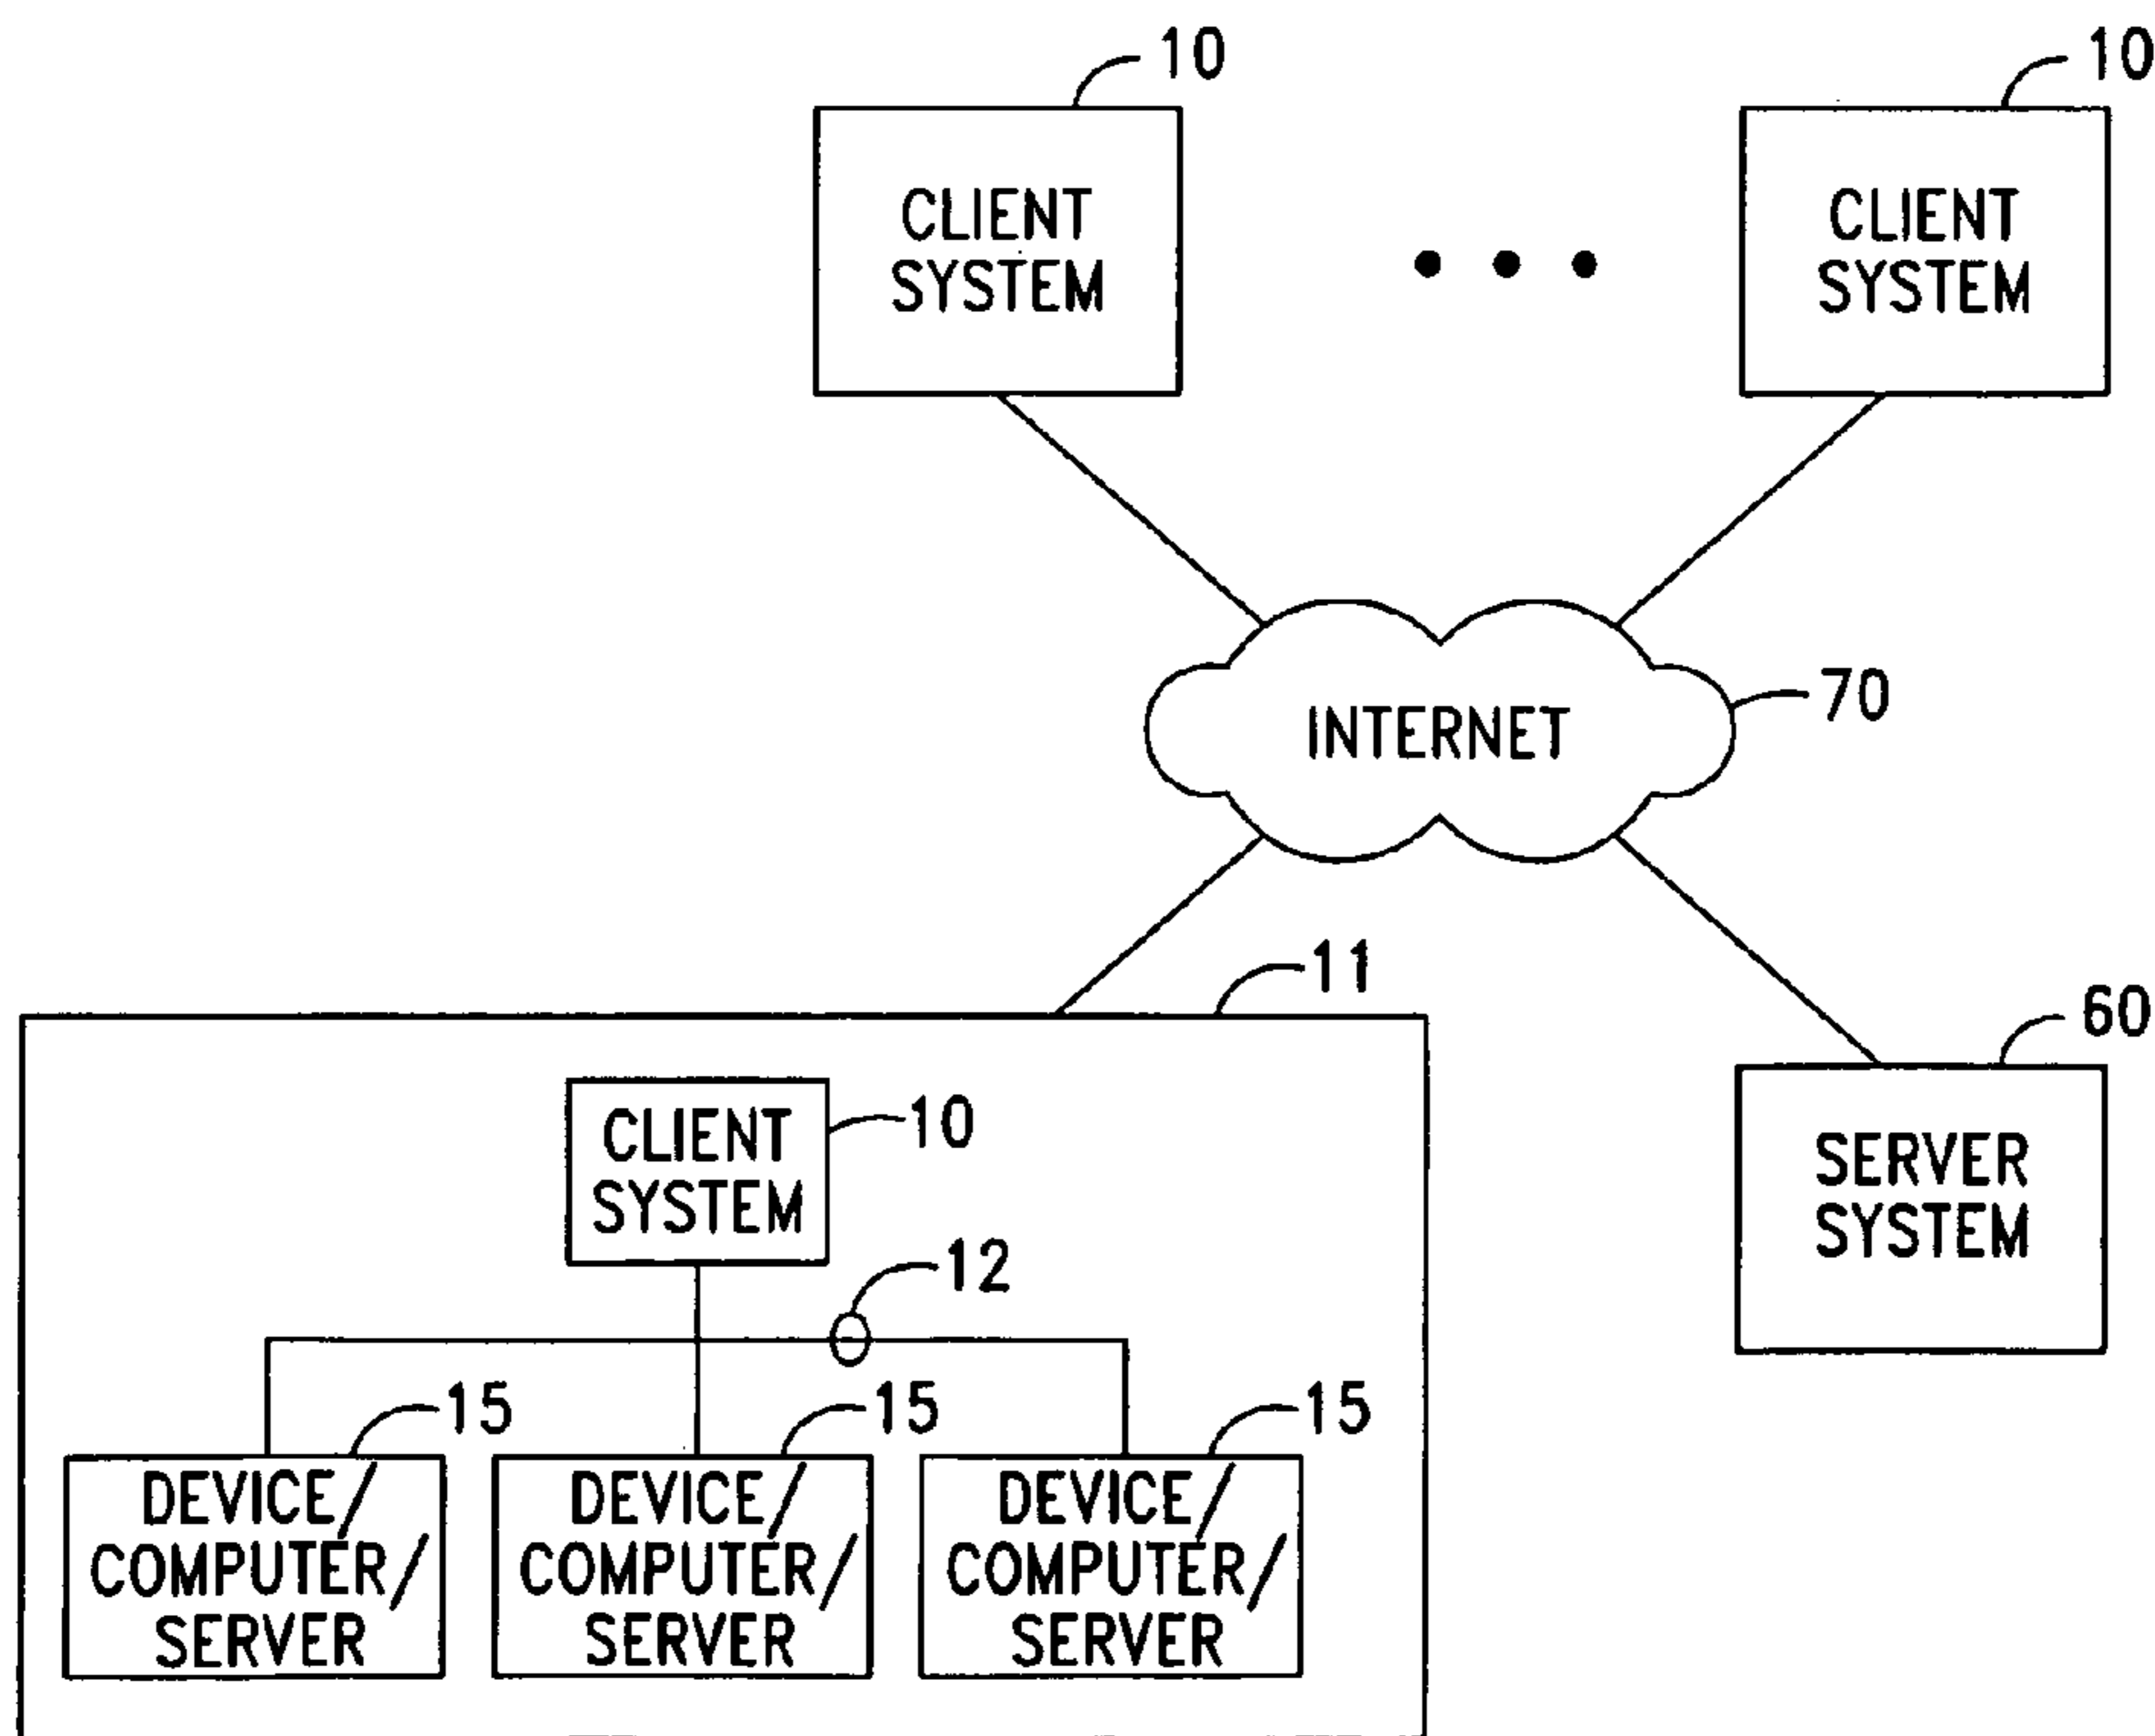 10
10
CLIENT
SYSTEM
CLIENT
SYSTEM
INTERNET
70
11
60
CLIENT
SYSTEM
10
SERVER
SYSTEM
12
15
15
15
DEVICE/
COMPUTER/
SERVER
DEVICE/
COMPUTER/
SERVER
DEVICE/
COMPUTER/
SERVER